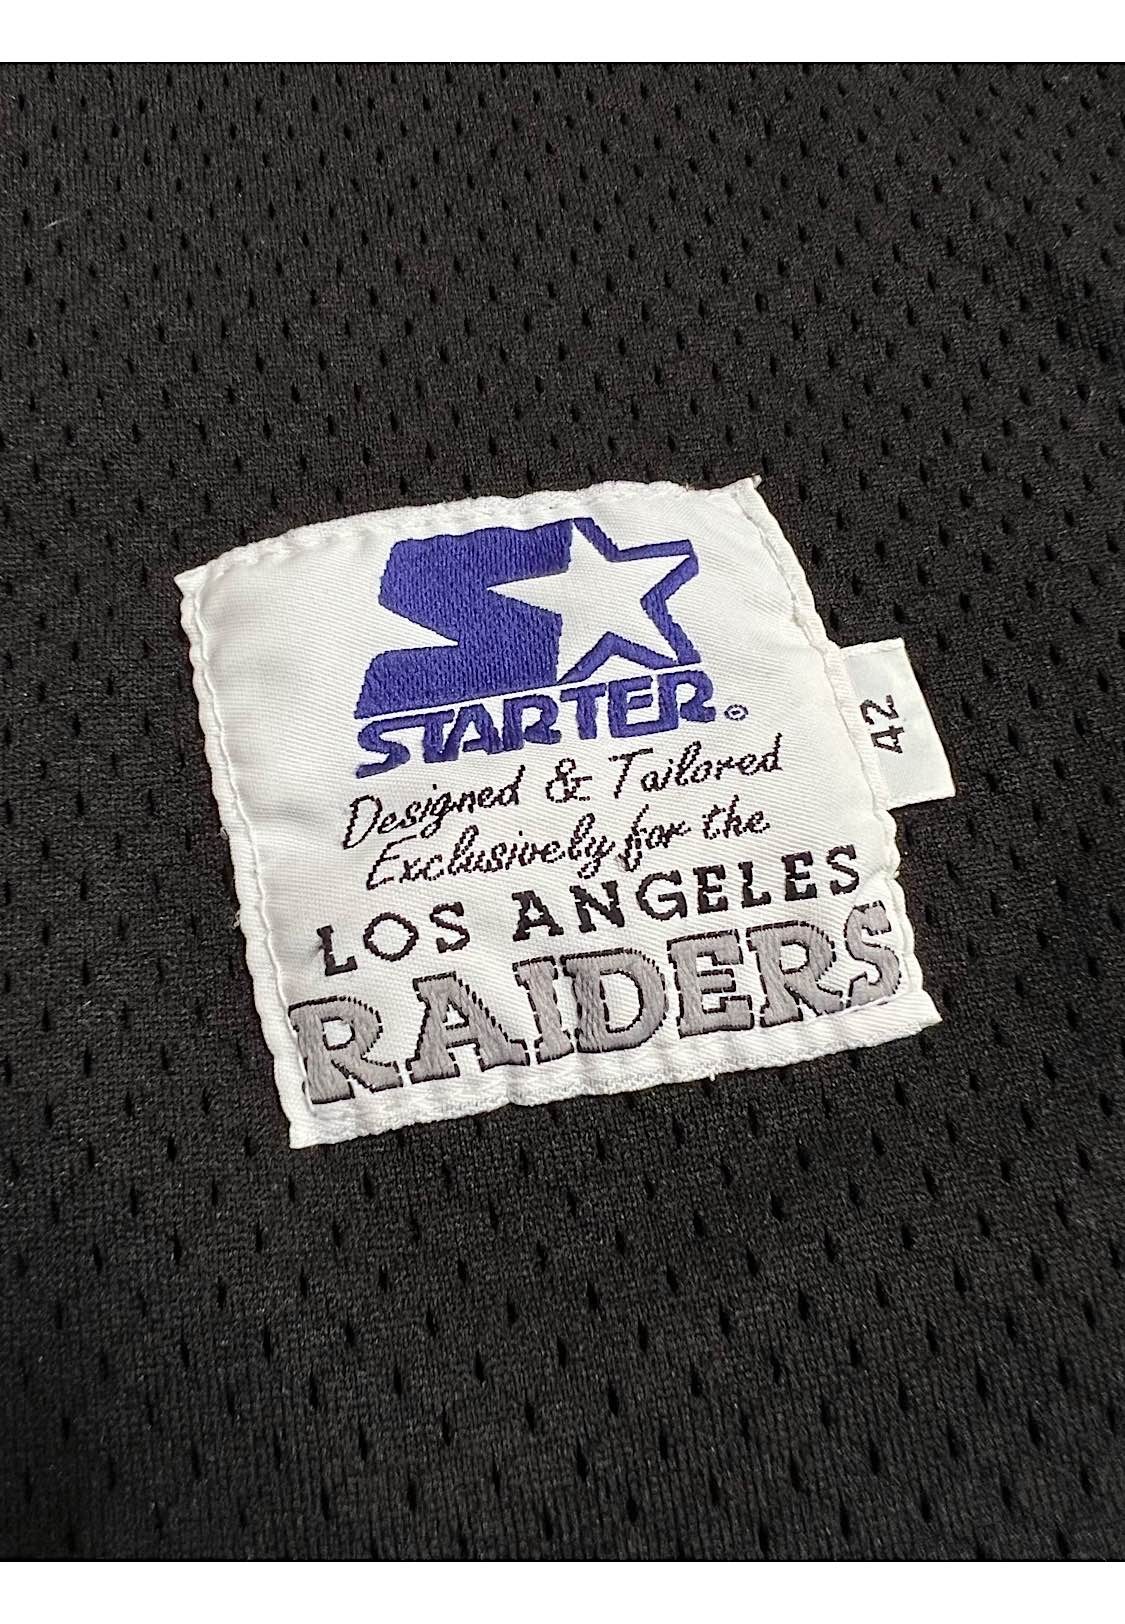 STARTER®
Designed & Tailored
Exclusively for the
LOS ANGELES
RAIDERS
42